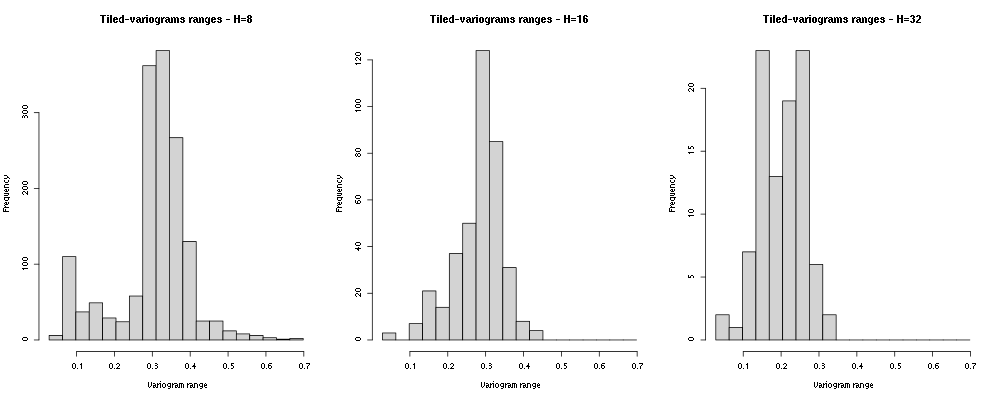 Tiled-variograms ranges - H=8
Tiled-variograms ranges - H=16
Tiled-variograms ranges - H=32
Frequency
0
100
200
300
0.1 0.2 0.3 0.4 0.5 0.6 0.7
Variogram range
Frequency
0
20
40
60
80
100
120
0.1 0.2 0.3 0.4 0.5 0.6 0.7
Variogram range
Frequency
0
5
10
15
20
0.1 0.2 0.3 0.4 0.5 0.6 0.7
Variogram range